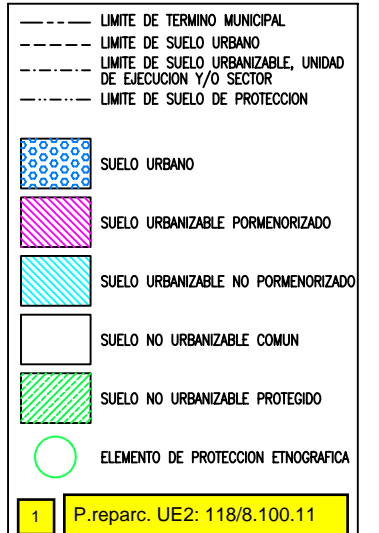 LIMITE DE TERMINO MUNICIPAL
LIMITE DE SUELO URBANO
LIMITE DE SUELO URBANIZABLE, UNIDAD
DE EJECUCION Y/O SECTOR
LIMITE DE SUELO DE PROTECCION
SUELO URBANO
SUELO URBANIZABLE PORMENORIZADO
SUELO URBANIZABLE NO PORMENORIZADO
SUELO NO URBANIZABLE COMUN
SUELO NO URBANIZABLE PROTEGIDO
ELEMENTO DE PROTECCION ETNOGRAFICA
1 P.reparc. UE2: 118/8.100.11